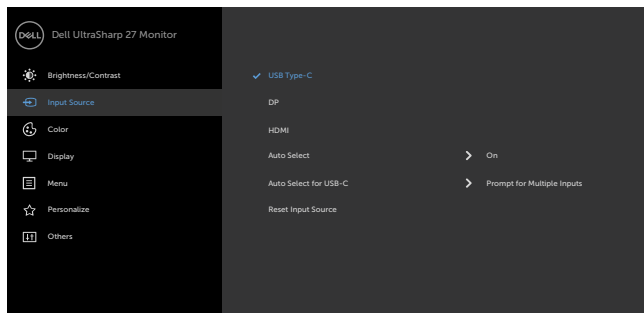 DELL
Dell UltraSharp 27 Monitor
Brightness/Contrast
USB Type-C
Input Source
DP
Color
HDMI
Display
Auto Select
On
Menu
Auto Select for USB-C
Prompt for Multiple Inputs
Personalize
Reset Input Source
Others